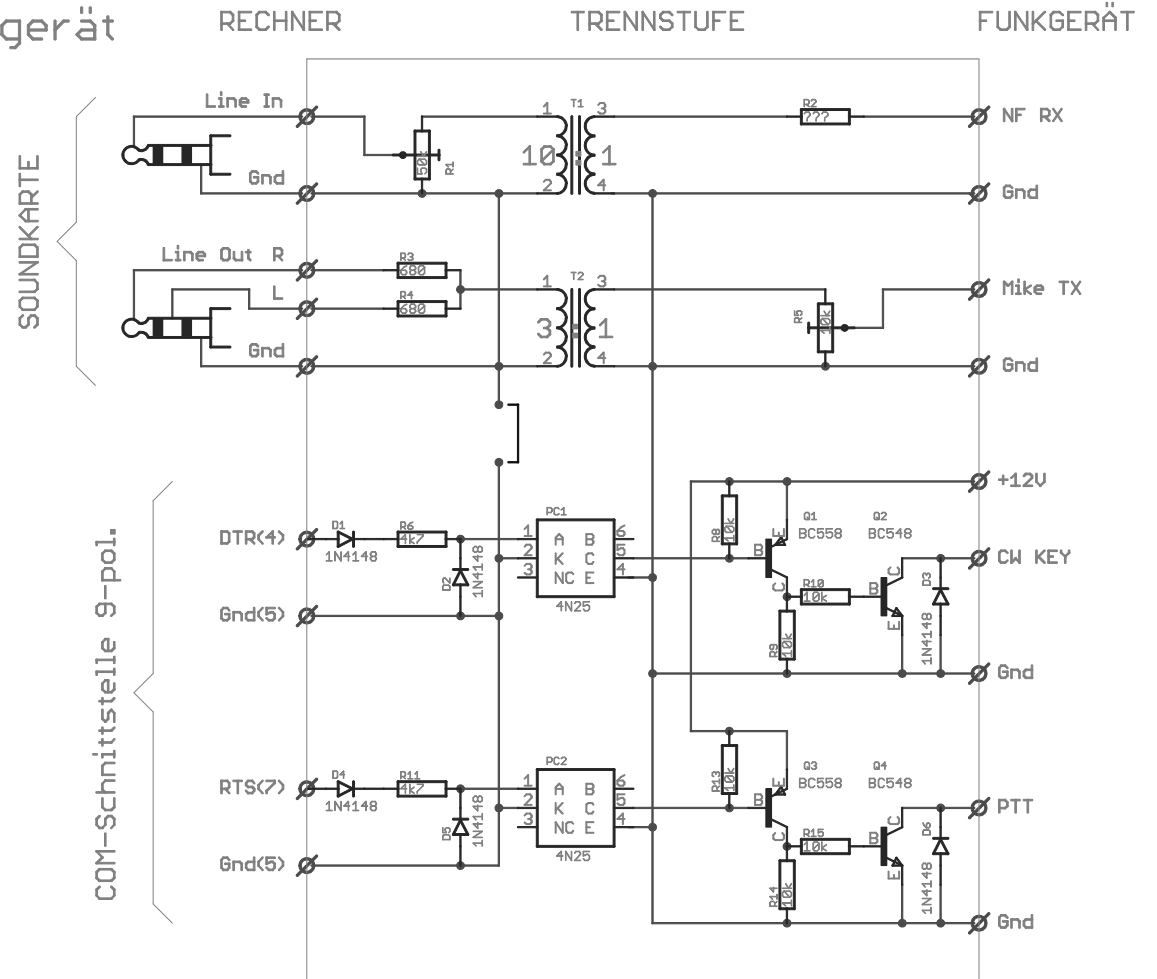 gerät
RECHNER
TRENNSTUFE
FUNKGERÄT
SOUNDKARTE
Line In
Gnd
50k
R1
T1
1
3
10
1
2
4
R2
???
NF RX
Gnd
Line Out R
L
Gnd
R3
680
R4
680
T2
1
3
3
1
2
4
R5
10k
Mike TX
Gnd
COM-Schnittstelle 9-pol.
DTR(4)
D1
1N4148
R6
4k7
D2
1N4148
Gnd(5)
PC1
1
2
3
A B
K C
NC E
6
5
4
4N25
+12V
R8
10k
Q1
BC558
E
B
C
Q2
BC548
R10
10k
C
B
E
R9
10k
D3
1N4148
CW KEY
Gnd
RTS(7)
D4
1N4148
R11
4k7
D5
1N4148
Gnd(5)
PC2
1
2
3
A B
K C
NC E
6
5
4
4N25
R13
10k
Q3
BC558
E
B
C
Q4
BC548
R15
10k
C
B
E
R14
10k
D6
1N4148
PTT
Gnd